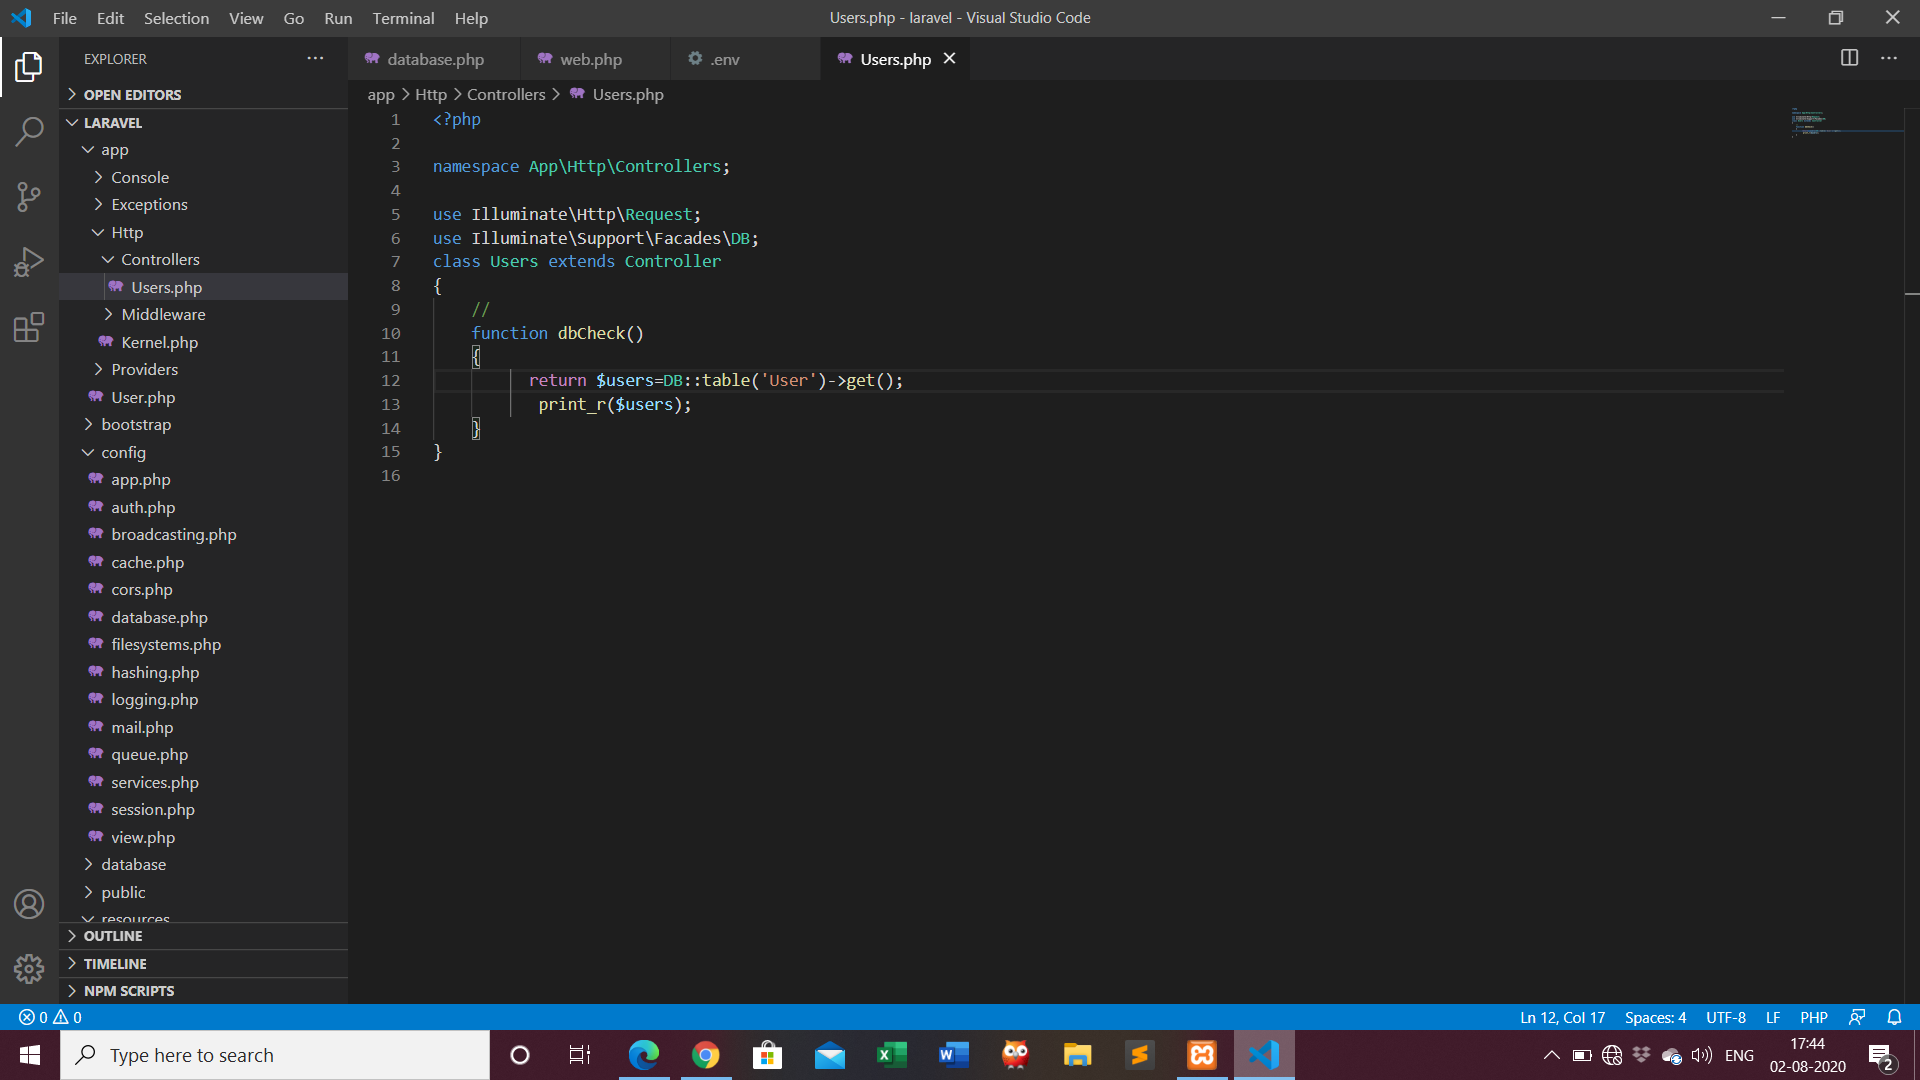 File Edit Selection View Go Run Terminal Help
Users.php - laravel - Visual Studio Code
EXPLORER
OPEN EDITORS
LARAVEL
app
Console
Exceptions
Http
Controllers
Users.php
Middleware
Kernel.php
Providers
User.php
bootstrap
config
app.php
auth.php
broadcasting.php
cache.php
cors.php
database.php
filesystems.php
hashing.php
logging.php
mail.php
queue.php
services.php
session.php
view.php
database
public
resources
OUTLINE
TIMELINE
NPM SCRIPTS
database.php web.php .env Users.php
app > Http > Controllers > Users.php
1 <?php
2
3 namespace App\Http\Controllers;
4
5 use Illuminate\Http\Request;
6 use Illuminate\Support\Facades\DB;
7 class Users extends Controller
8 {
9 //
10 function dbCheck()
11 {
12 return $users=DB::table('User')->get();
13 print_r($users);
14 }
15 }
16
0 0
Ln 12, Col 17 Spaces: 4 UTF-8 LF PHP
Type here to search
ENG
17:44
02-08-2020
2